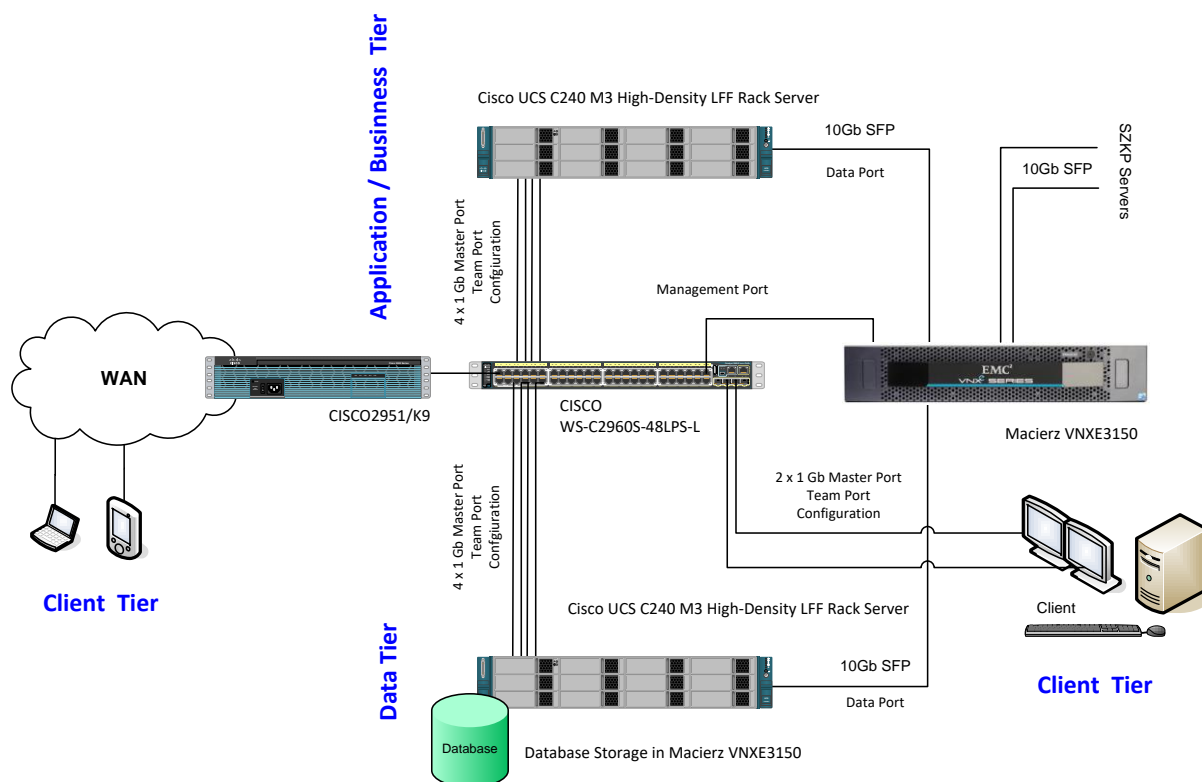 Application / Businness Tier
Cisco UCS C240 M3 High-Density LFF Rack Server
10Gb SFP
Data Port
SZKP Servers
10Gb SFP
4 x 1 Gb Master Port
Team Port
Confgiuration
Management Port
WAN
CISCO2951/K9
CISCO
WS-C2960S-48LPS-L
EMC²
VNX SERIES
Macierz VNXE3150
4 x 1 Gb Master Port
Team Port
Configuration
2 x 1 Gb Master Port
Team Port
Configuration
Client Tier
Cisco UCS C240 M3 High-Density LFF Rack Server
Client
Client Tier
Data Tier
10Gb SFP
Data Port
Database
Database Storage in Macierz VNXE3150